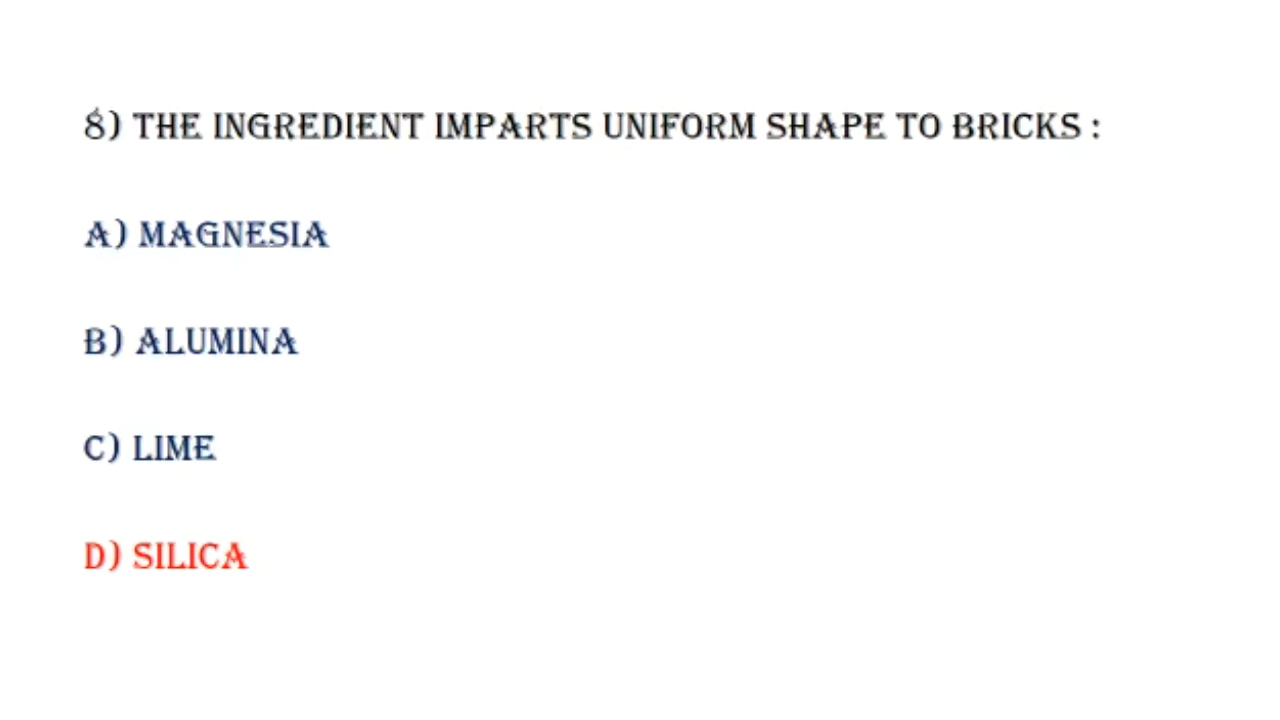 8) THE INGREDIENT IMPARTS UNIFORM SHAPE TO BRICKS :
A) MAGNESIA
B) ALUMINA
C) LIME
D) SILICA